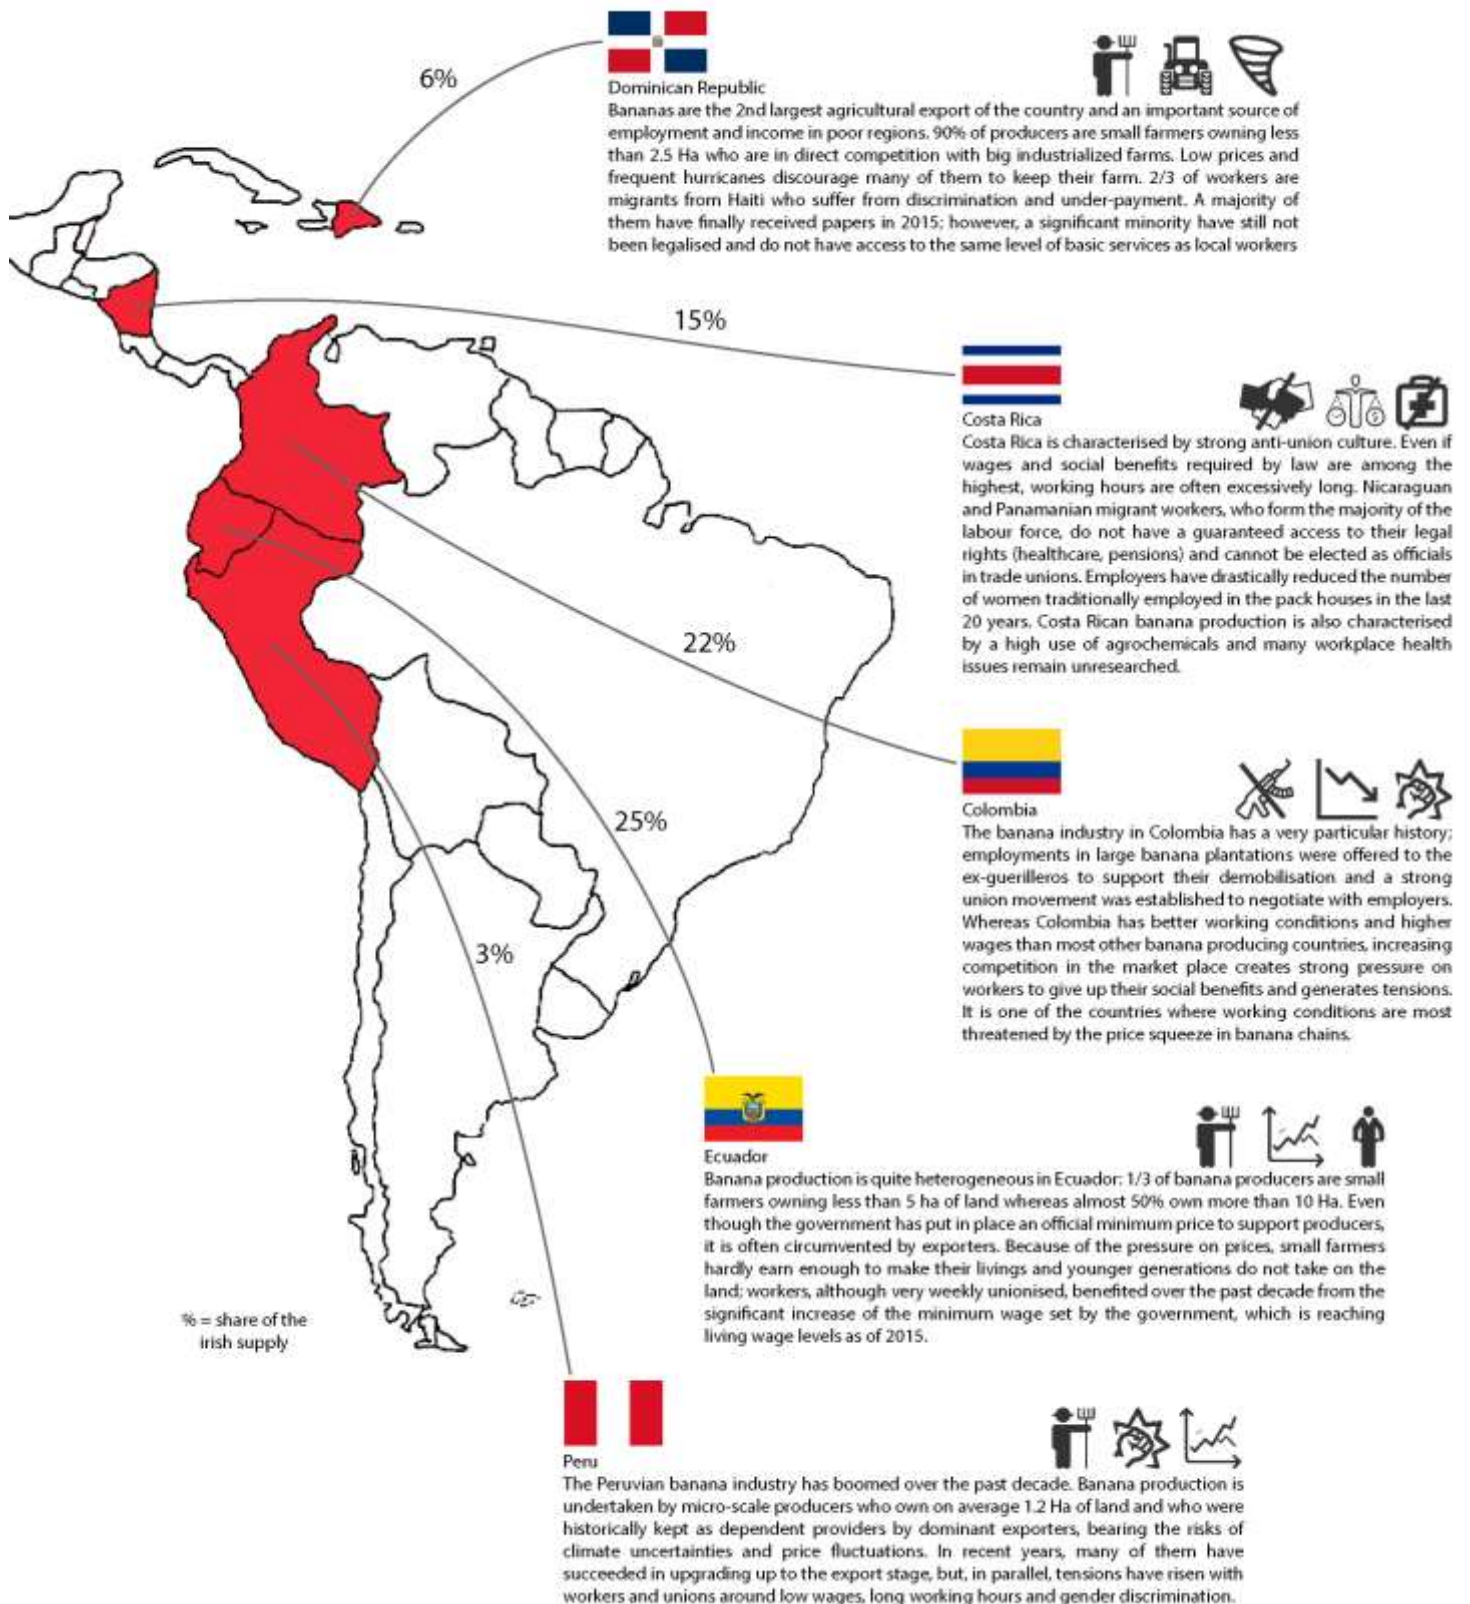 6%
Dominican Republic
Bananas are the 2nd largest agricultural export of the country and an important source of
employment and income in poor regions. 90% of producers are small farmers owning less
than 2.5 Ha who are in direct competition with big industrialized farms. Low prices and
frequent hurricanes discourage many of them to keep their farm. 2/3 of workers are
migrants from Haiti who suffer from discrimination and under-payment. A majority of
them have finally received papers in 2015; however, a significant minority have still not
been legalised and do not have access to the same level of basic services as local workers
15%
Costa Rica
Costa Rica is characterised by strong anti-union culture. Even if
wages and social benefits required by law are among the
highest, working hours are often excessively long. Nicaraguan
and Panamanian migrant workers, who form the majority of the
labour force, do not have a guaranteed access to their legal
rights (healthcare, pensions) and cannot be elected as officials
in trade unions. Employers have drastically reduced the number
of women traditionally employed in the pack houses in the last
20 years. Costa Rican banana production is also characterised
by a high use of agrochemicals and many workplace health
issues remain unresearched.
22%
Colombia
The banana industry in Colombia has a very particular history;
employments in large banana plantations were offered to the
ex-guerilleros to support their demobilisation and a strong
union movement was established to negotiate with employers.
Whereas Colombia has better working conditions and higher
wages than most other banana producing countries, increasing
competition in the market place creates strong pressure on
workers to give up their social benefits and generates tensions.
It is one of the countries where working conditions are most
threatened by the price squeeze in banana chains.
25%
Ecuador
Banana production is quite heterogeneous in Ecuador: 1/3 of banana producers are small
farmers owning less than 5 ha of land whereas almost 50% own more than 10 Ha. Even
though the government has put in place an official minimum price to support producers,
it is often circumvented by exporters. Because of the pressure on prices, small farmers
hardly earn enough to make their livings and younger generations do not take on the
land; workers, although very weekly unionised, benefited over the past decade from the
significant increase of the minimum wage set by the government, which is reaching
living wage levels as of 2015.
% = share of the
irish supply
3%
Peru
The Peruvian banana industry has boomed over the past decade. Banana production is
undertaken by micro-scale producers who own on average 1.2 Ha of land and who were
historically kept as dependent providers by dominant exporters, bearing the risks of
climate uncertainties and price fluctuations. In recent years, many of them have
succeeded in upgrading up to the export stage, but, in parallel, tensions have risen with
workers and unions around low wages, long working hours and gender discrimination.